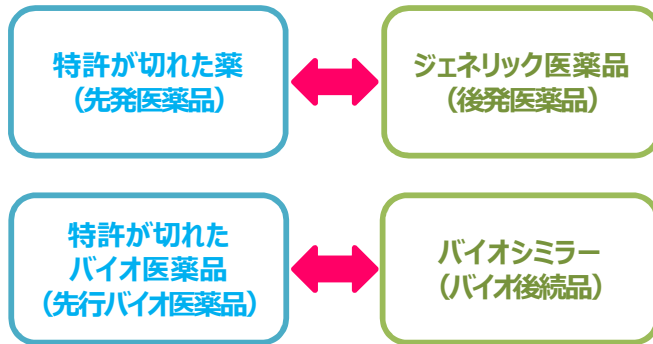 特許が切れた薬
（先発医薬品）
ジェネリック医薬品
（後発医薬品）
特許が切れた
バイオ医薬品
（先行バイオ医薬品）
バイオシミラー
（バイオ後続品）